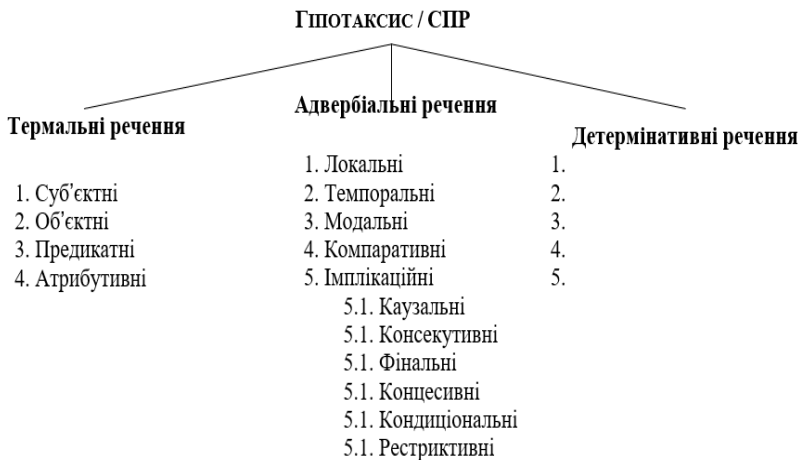 Гіпотаксис / СПР
Термальні речення
1. Суб’єктні
2. Об’єктні
3. Предикатні
4. Атрибутивні
Адвербіальні речення
1. Локальні
2. Темпоральні
3. Модальні
4. Компаративні
5. Імплікаційні
5.1. Каузальні
5.1. Консекутивні
5.1. Фінальні
5.1. Концесивні
5.1. Кондиціональні
5.1. Рестриктивні
Детермінативні речення
1.
2.
3.
4.
5.